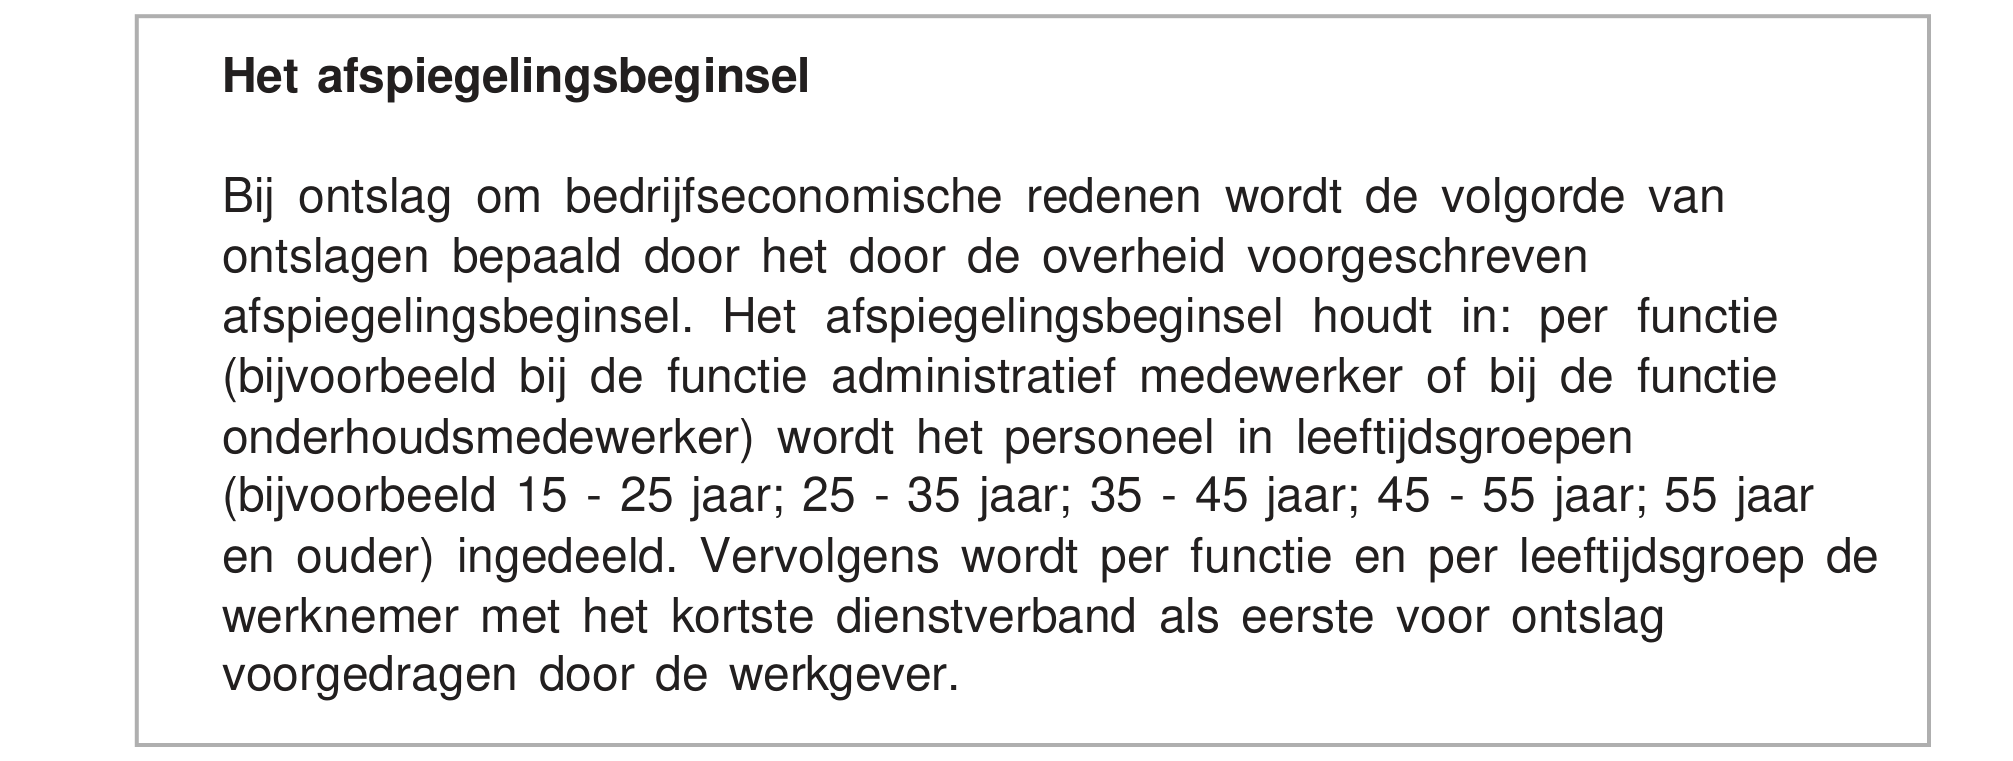 Het afspiegelingsbeginsel
Bij ontslag om bedrijfseconomische redenen wordt de volgorde van
ontslagen bepaald door het door de overheid voorgeschreven
afspiegelingsbeginsel. Het afspiegelingsbeginsel houdt in: per functie
(bijvoorbeeld bij de functie administratief medewerker of bij de functie
onderhoudsmedewerker) wordt het personeel in leeftijdsgroepen
(bijvoorbeeld 15 - 25 jaar; 25 - 35 jaar; 35 - 45 jaar; 45 - 55 jaar; 55 jaar
en ouder) ingedeeld. Vervolgens wordt per functie en per leeftijdsgroep de
werknemer met het kortste dienstverband als eerste voor ontslag
voorgedragen door de werkgever.